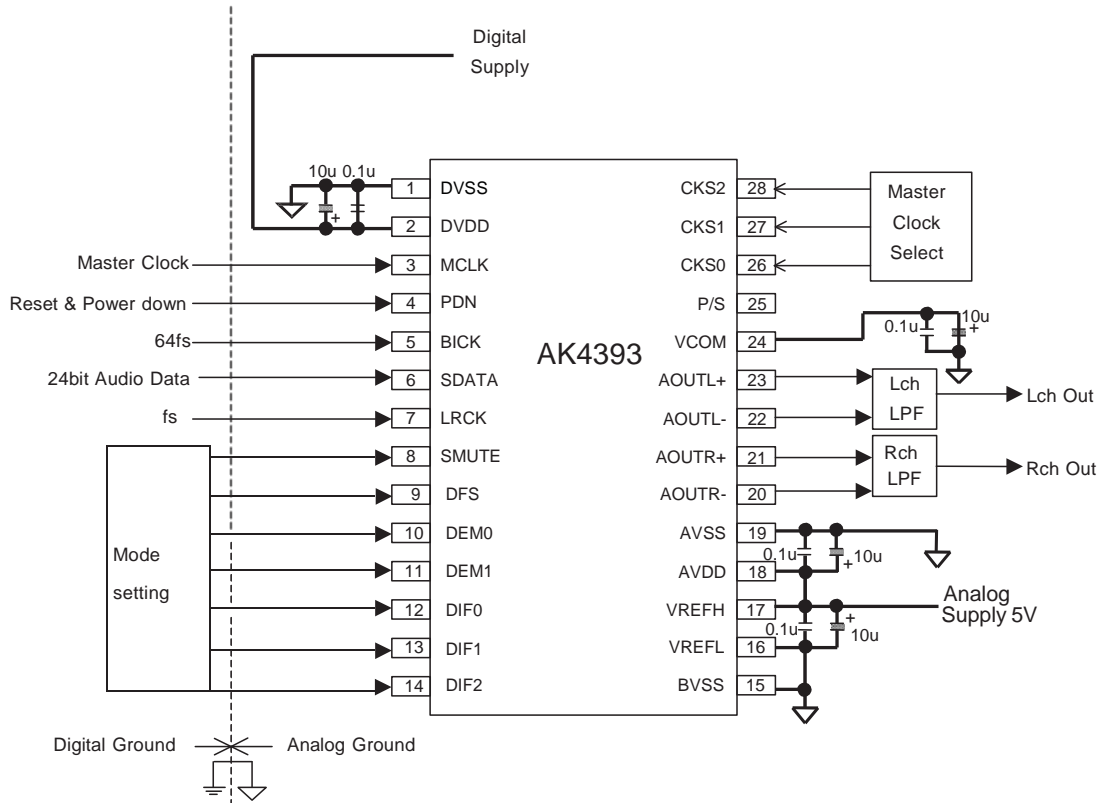 Digital
Supply
10u 0.1u
+
1 DVSS
2 DVDD
Master Clock 3 MCLK
Reset & Power down 4 PDN
64fs 5 BICK
24bit Audio Data 6 SDATA
fs 7 LRCK
8 SMUTE
9 DFS
10 DEM0
11 DEM1
12 DIF0
13 DIF1
14 DIF2
Mode
setting
AK4393
CKS2 28
CKS1 27
CKS0 26
P/S 25
VCOM 24
AOUTL+ 23
AOUTL- 22
AOUTR+ 21
AOUTR- 20
AVSS 19
AVDD 18
VREFH 17
VREFL 16
BVSS 15
Master
Clock
Select
0.1u 10u
+
Lch
LPF
Lch Out
Rch
LPF
Rch Out
0.1u + 10u
Analog
Supply 5V
0.1u + 10u
Digital Ground Analog Ground